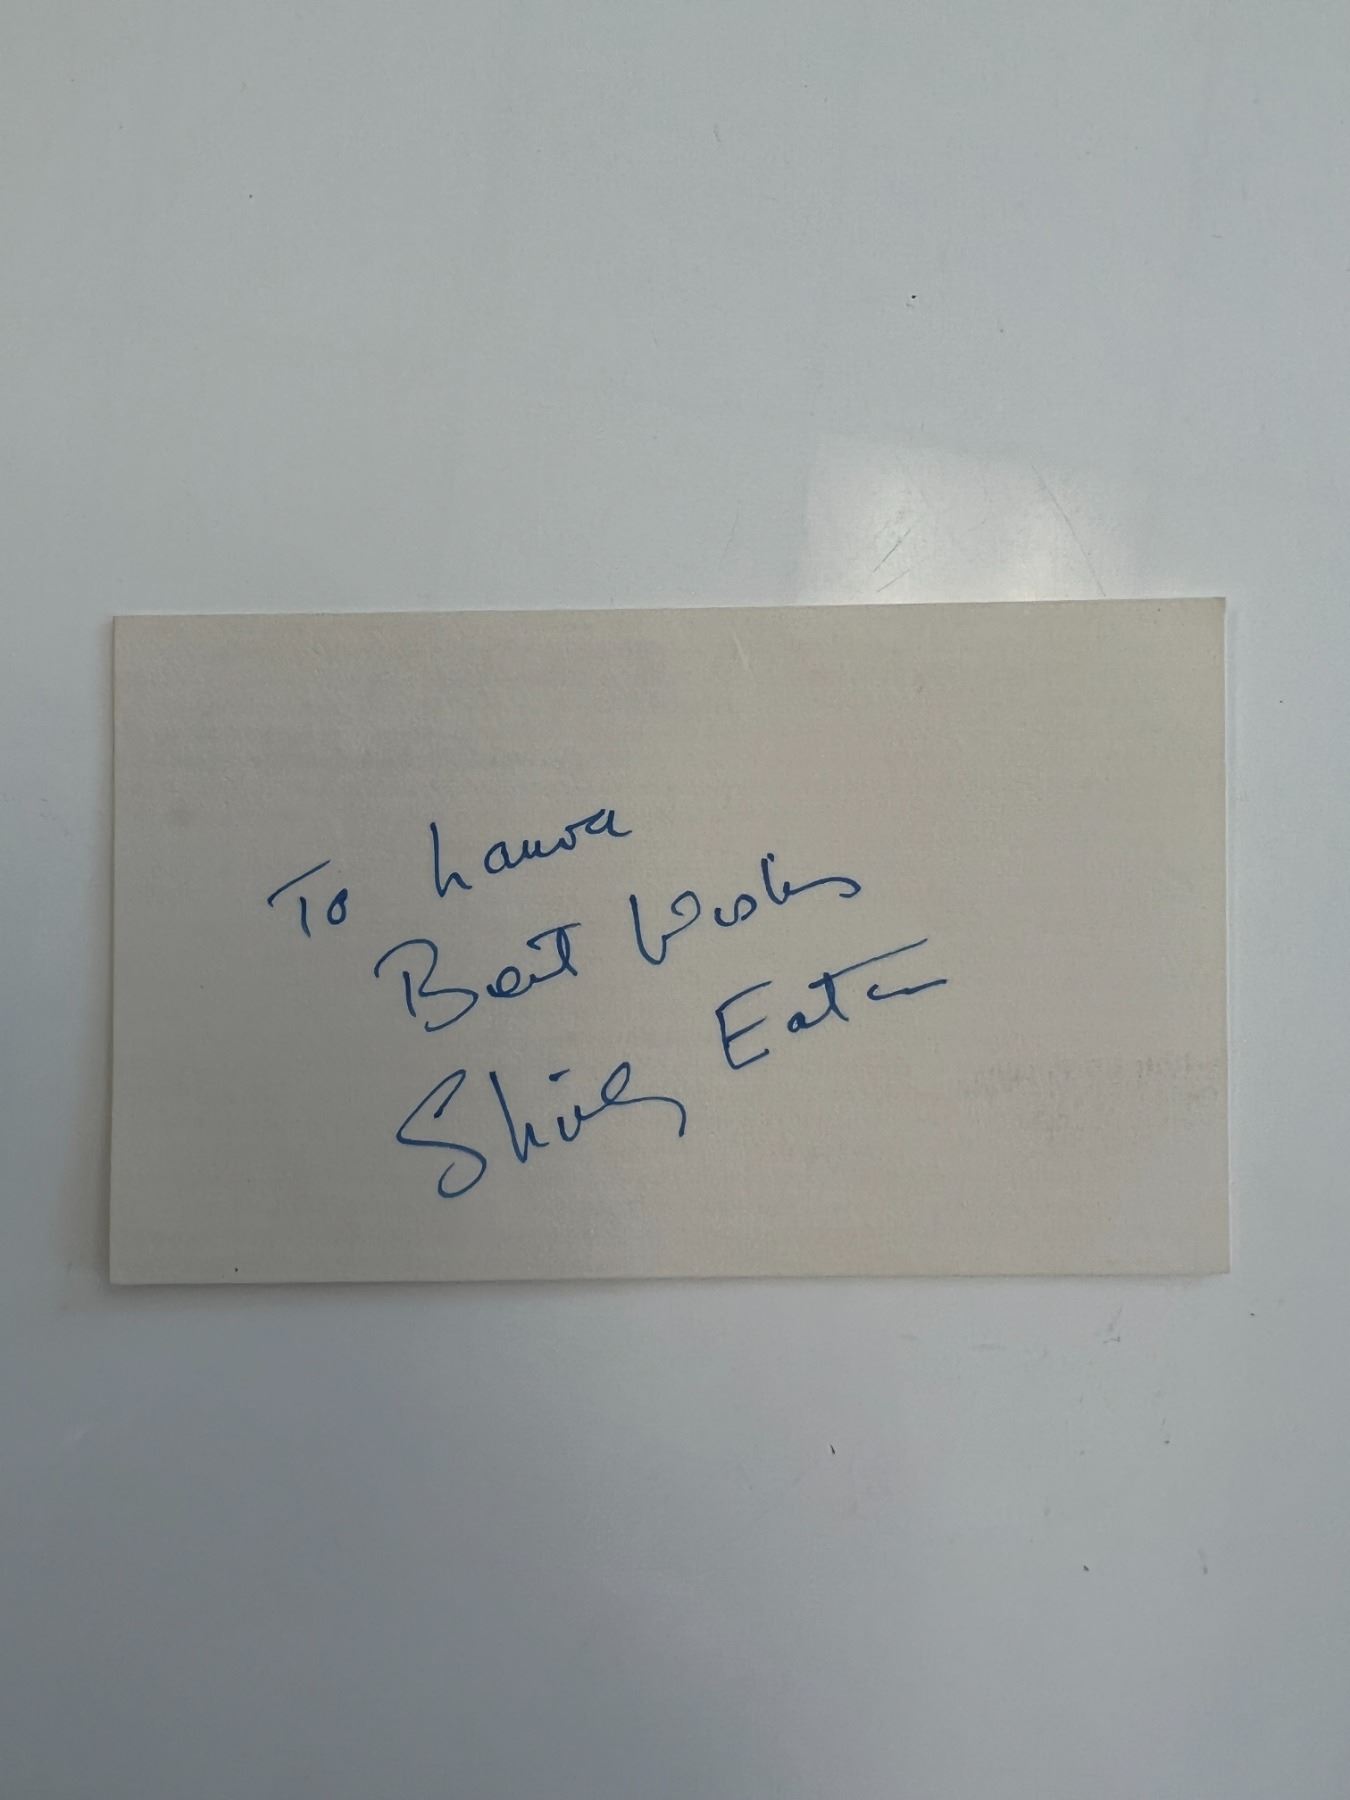 To Laura
Best Wishes
Shirley Eaton